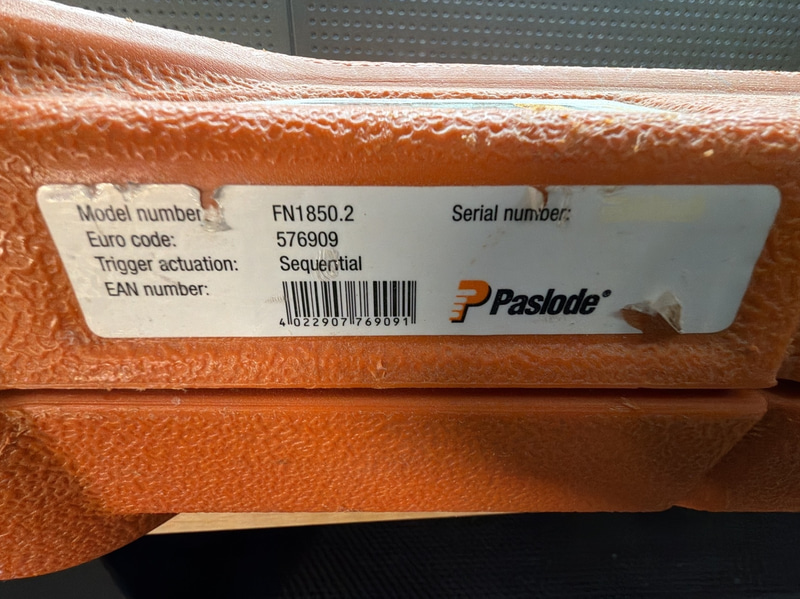 Model number FN1850.2 Serial number:
Euro code: 576909
Trigger actuation: Sequential
EAN number:
4 022907 769091
Paslode®